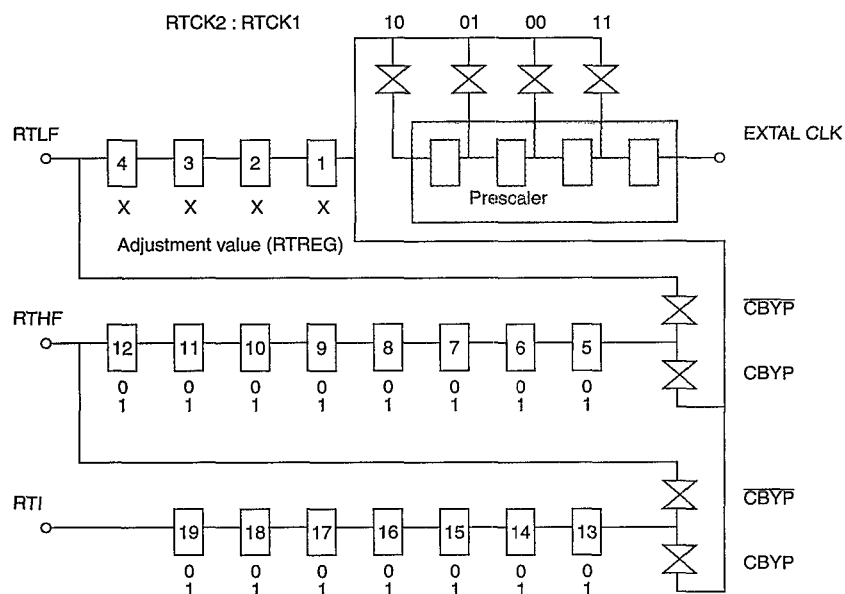 RTCK2 : RTCK1 10 01 00 11
RTLF EXTAL CLK
4 3 2 1
Prescaler
X X X X
Adjustment value (RTREG)
CBYP
RTHF
12 11 10 9 8 7 6 5
CBYP
0 0 0 0 0 0 0 0
1 1 1 1 1 1 1 1
CBYP
RTI
19 18 17 16 15 14 13
CBYP
0 0 0 0 0 0 0
1 1 1 1 1 1 1